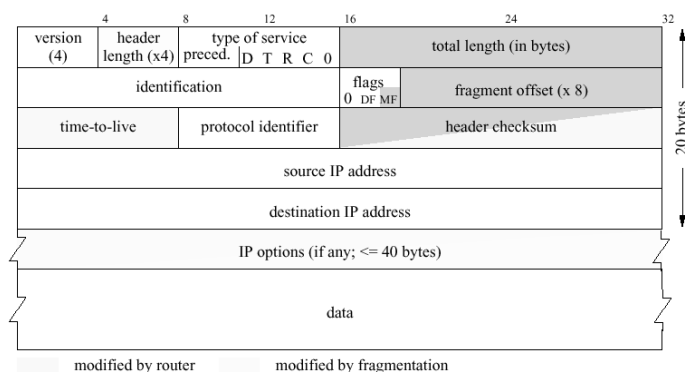 4 8 12 16 24 32
version header type of service total length (in bytes)
(4) length (x4) preced. D T R C 0
identification flags fragment offset (x 8)
0 DF MF
time-to-live protocol identifier header checksum
20 bytes
source IP address
destination IP address
IP options (if any; <= 40 bytes)
data
modified by router modified by fragmentation